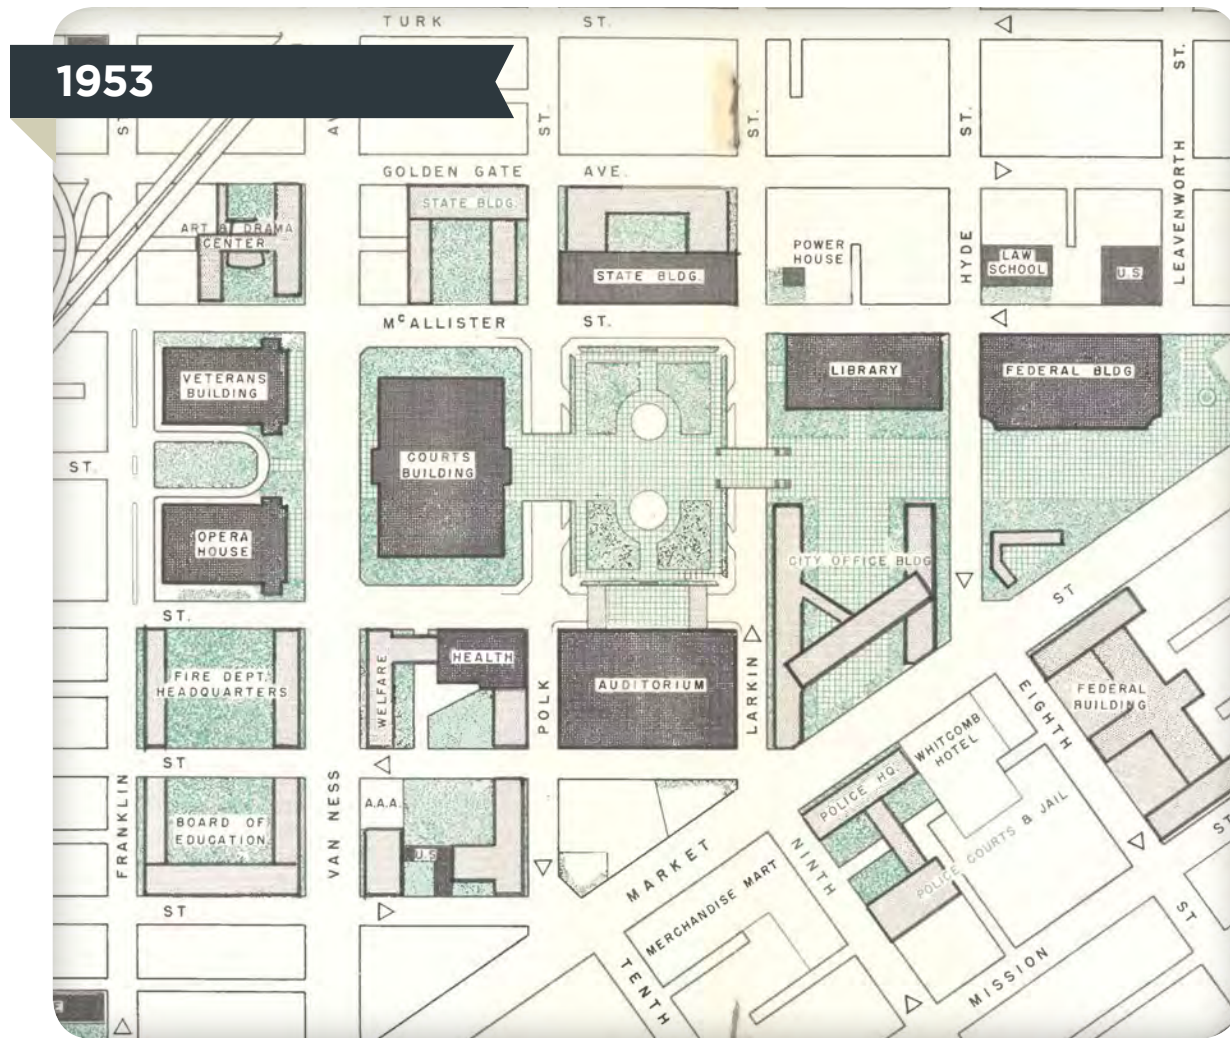 TURK ST.
1953
ST.
ST.
ST.
ST.
ST.
GOLDEN GATE AVE.
LEAVENWORTH
STATE BLDG.
ART & DRAMA
CENTER
STATE BLDG.
POWER
HOUSE
HYDE
LAW
SCHOOL
U.S
McALLISTER ST.
VETERANS
BUILDING
LIBRARY
FEDERAL BLDG
COURTS
BUILDING
ST.
OPERA
HOUSE
CITY OFFICE BLDG
ST.
ST
FIRE DEPT.
HEADQUARTERS
WELFARE
HEALTH
POLK
AUDITORIUM
LARKIN
EIGHTH
FEDERAL
BUILDING
WHITCOMB
HOTEL
ST
FRANKLIN
VAN NESS
A.A.A.
POLICE HQ.
BOARD OF
EDUCATION
U.S
MARKET
NINTH
POLICE COURTS & JAIL
ST
MERCHANDISE MART
ST
ST
TENTH
MISSION